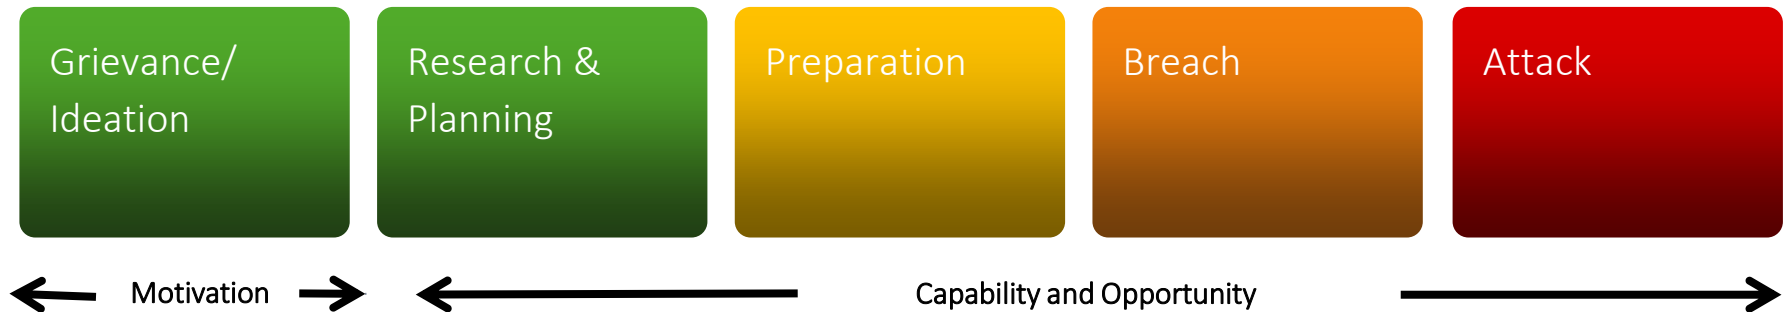 Grievance/
Ideation
Research &
Planning
Preparation
Breach
Attack
Motivation
Capability and Opportunity